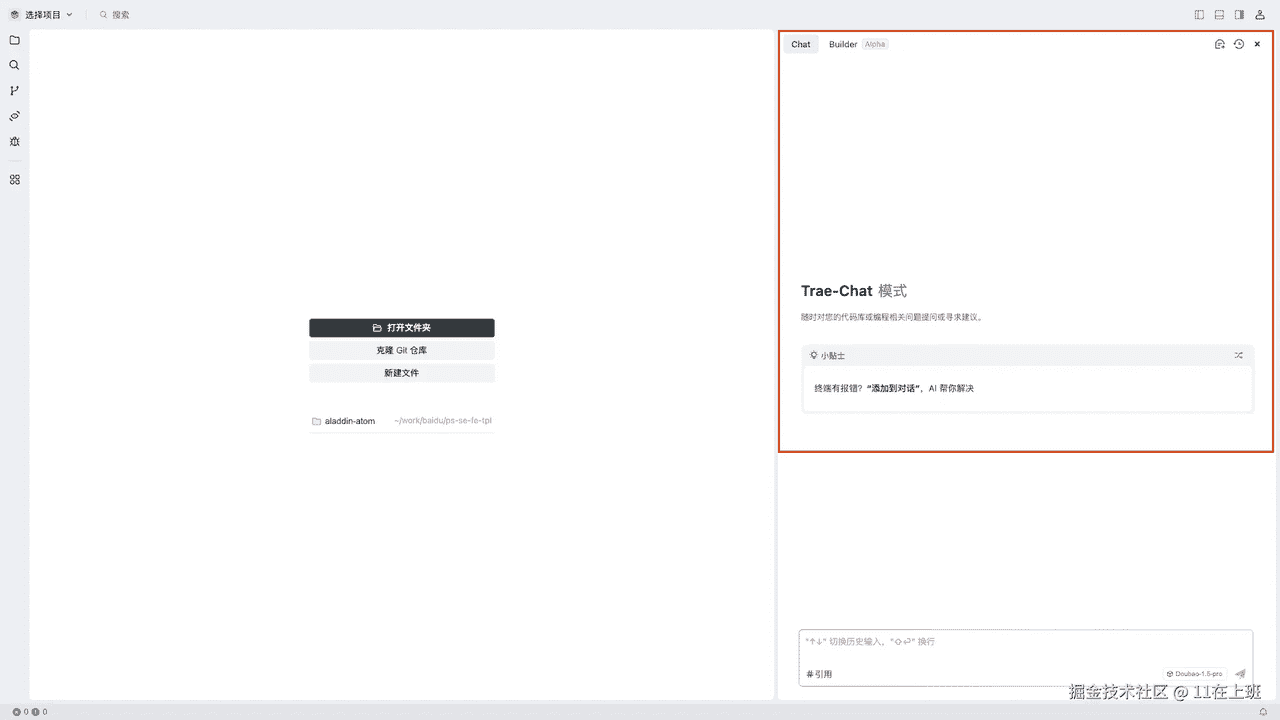 选择项目
搜索
Chat
Builder Alpha
Trae-Chat 模式
随时对您的代码库或编程相关问题提问或寻求建议。
小贴士
终端有报错？“添加到对话”，AI 帮你解决
打开文件夹
克隆 Git 仓库
新建文件
aladdin-atom ~/work/baidu/ps-se-fe-tpl
"↑↓" 切换历史输入，"⇧⏎" 换行
#引用
Doubao-1.5-pro
掘金技术社区 @ 11在上班
0 0